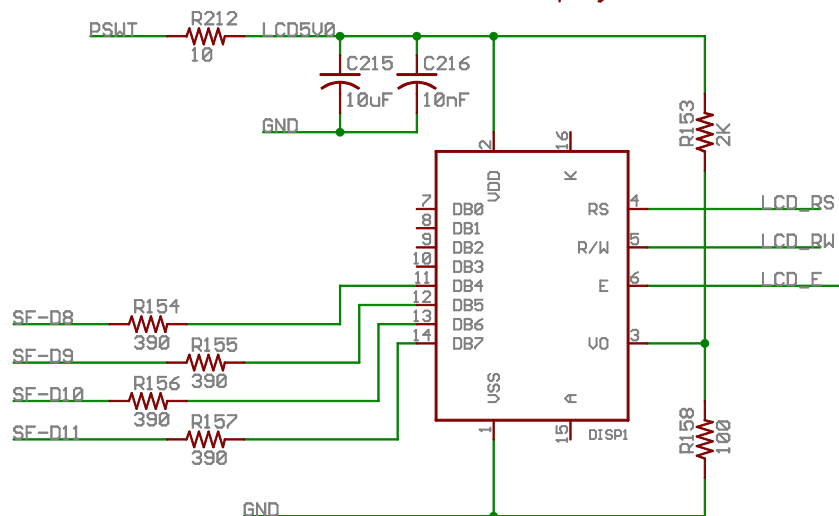 R212
PSWT
LCD5V0
10
C215
C216
10uF
10nF
GND
R153
2K
2
16
VDD
K
7
DB0
RS
4
LCD_RS
8
DB1
9
DB2
R/W
5
LCD_RW
10
DB3
11
DB4
E
6
LCD_E
12
DB5
13
DB6
14
DB7
VO
3
SF-D8
R154
390
SF-D9
R155
390
SF-D10
R156
390
SF-D11
R157
390
VSS
A
1
15
DISP1
R158
100
GND